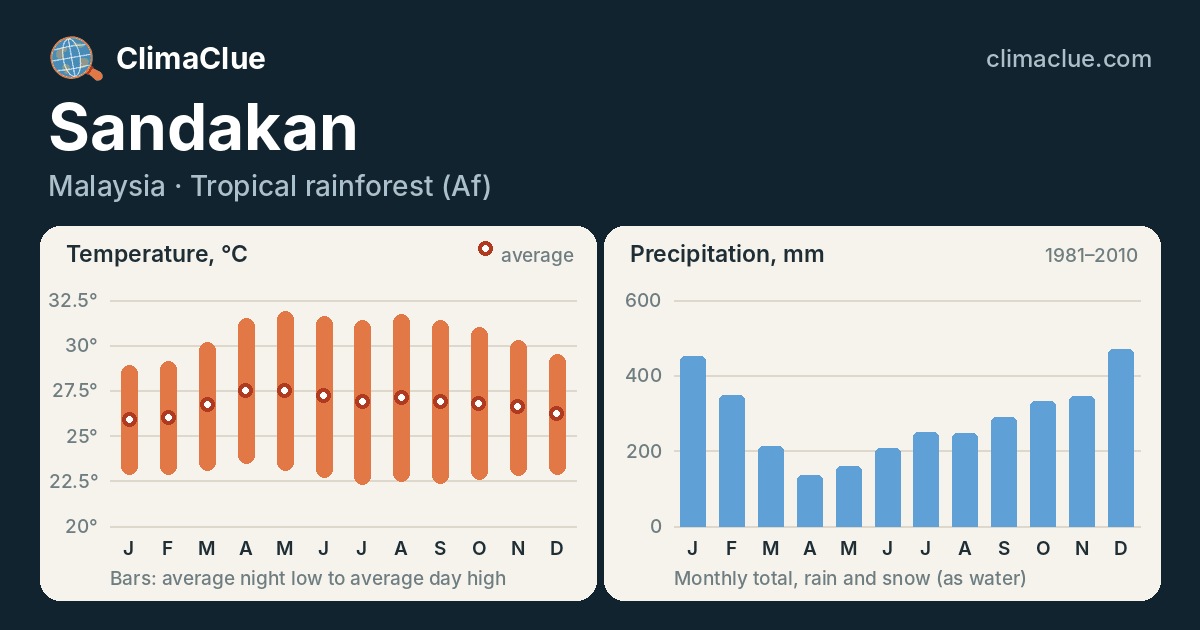 ClimaClue
climaclue.com
Sandakan
Malaysia · Tropical rainforest (Af)
Temperature, °C
average
32.5°
30°
27.5°
25°
22.5°
20°
J F M A M J J A S O N D
Bars: average night low to average day high
Precipitation, mm
1981–2010
600
400
200
0
J F M A M J J A S O N D
Monthly total, rain and snow (as water)